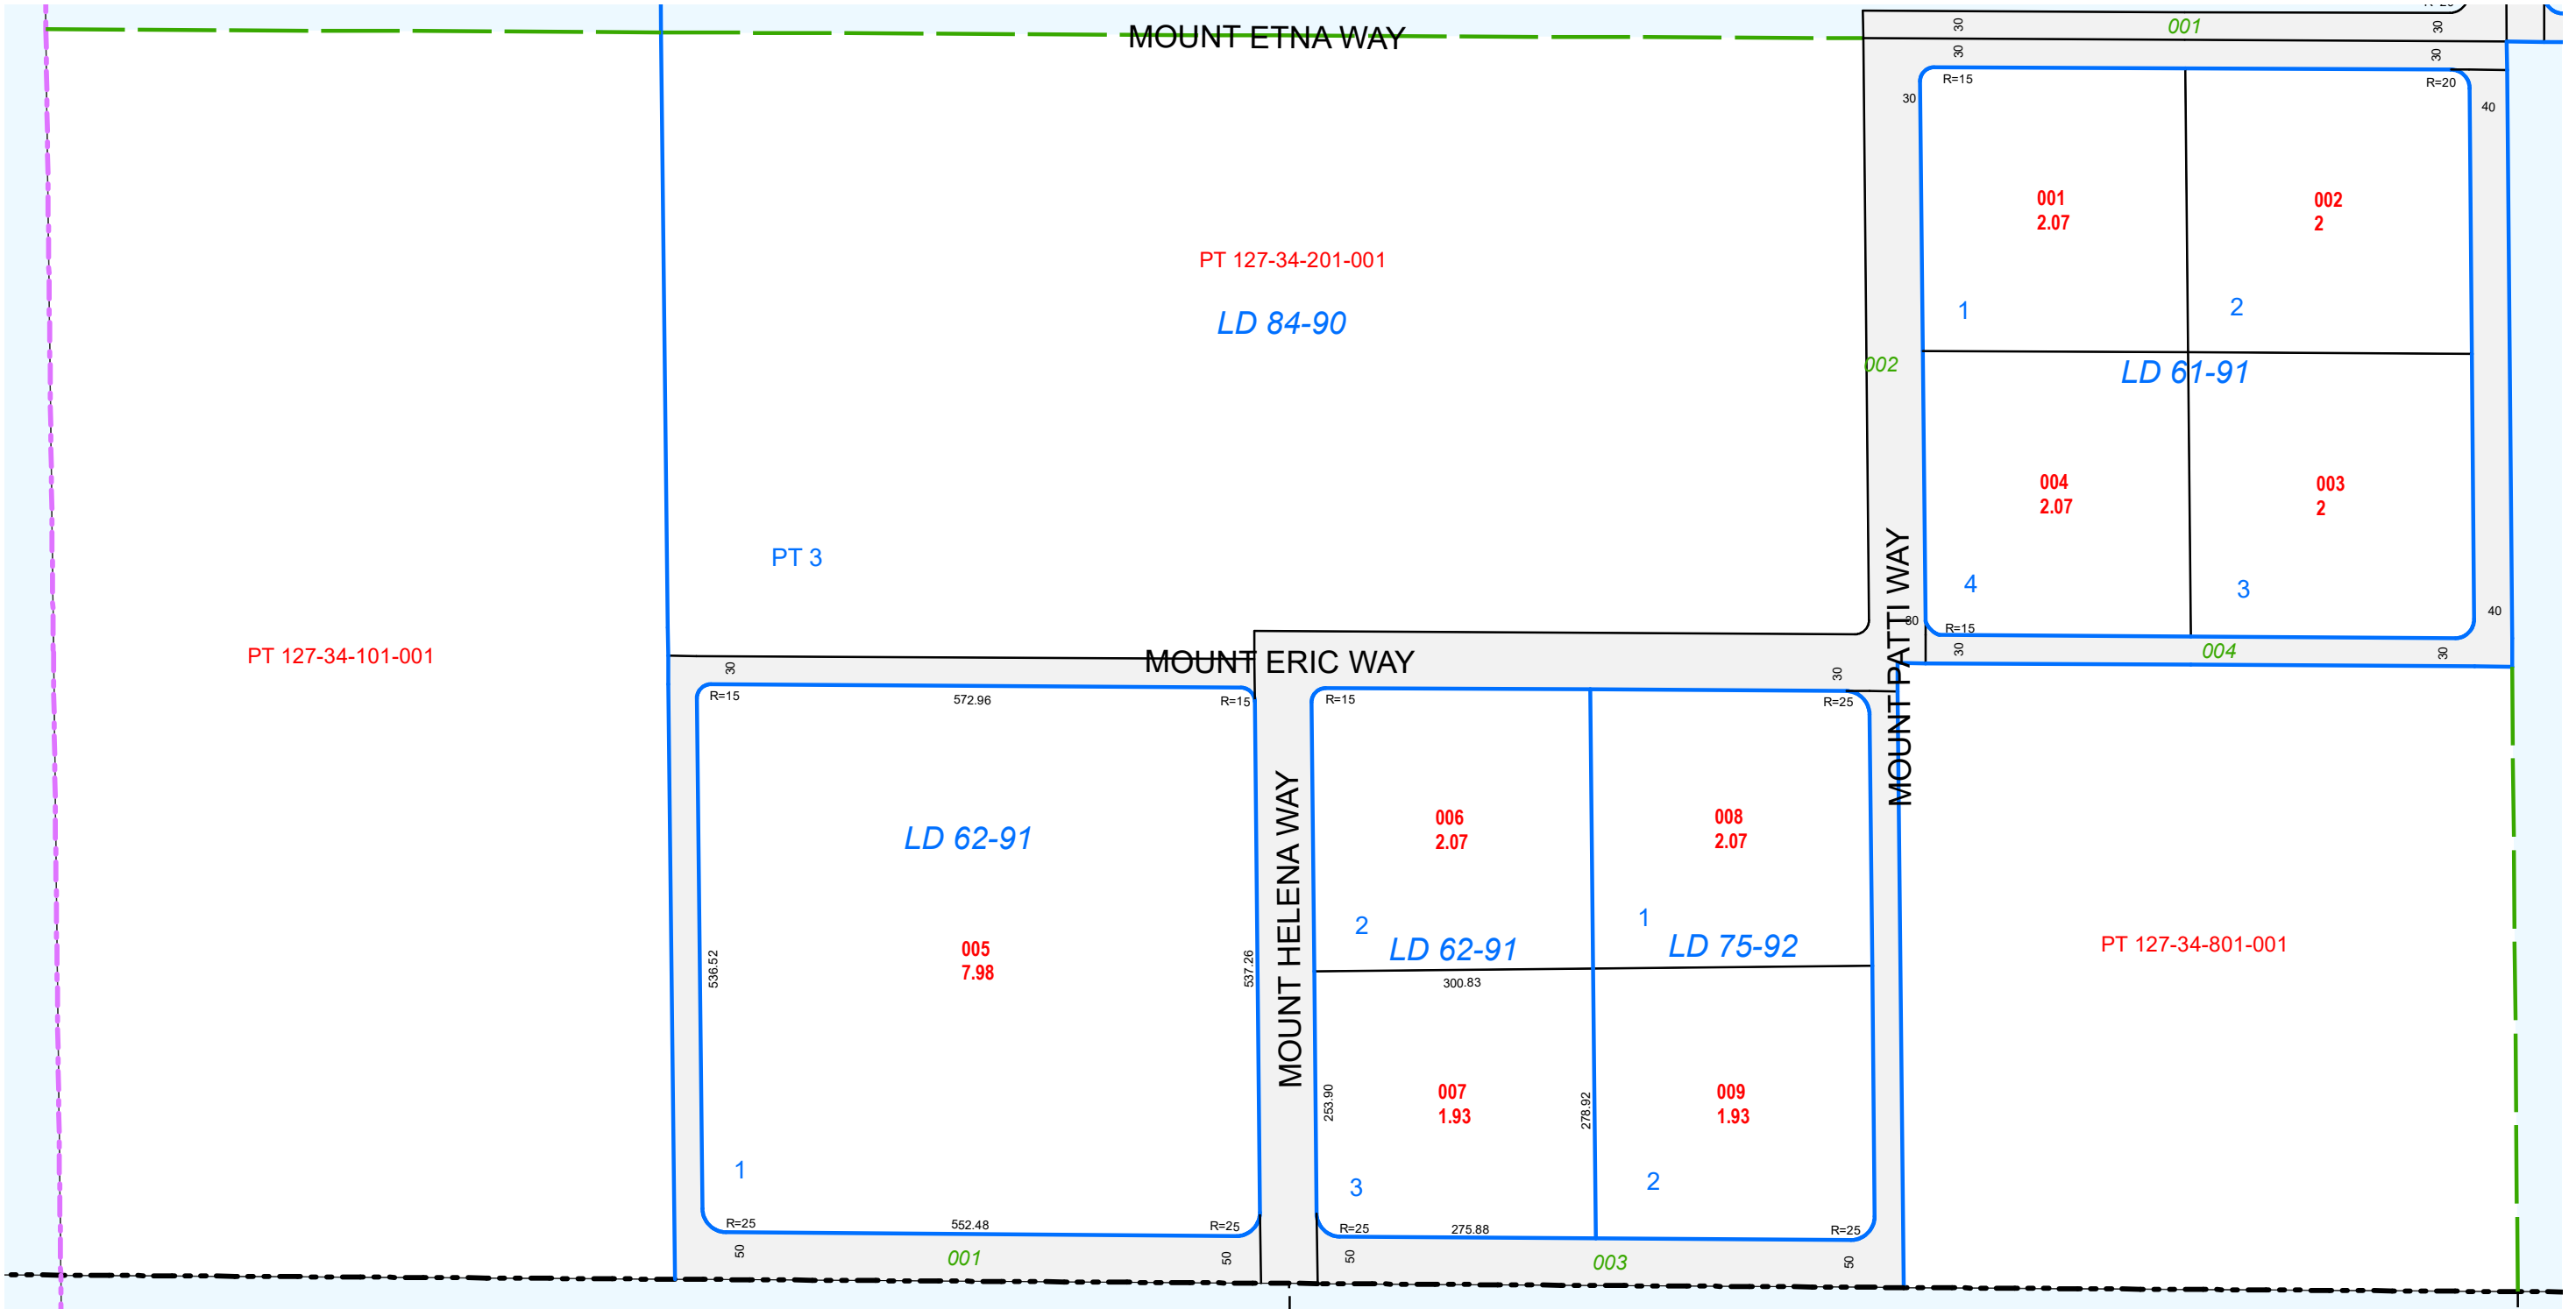 MOUNT ETNA WAY
30
001
30
30
30
R=15
R=20
30
40
001
2.07
002
2
PT 127-34-201-001
1
2
LD 84-90
002
LD 61-91
004
2.07
003
2
PT 3
4
3
40
30
R=15
MOUNT PATTI WAY
30
004
30
PT 127-34-101-001
MOUNT ERIC WAY
30
30
R=15
572.96
R=15
R=15
R=25
MOUNT HELENA WAY
LD 62-91
006
2.07
008
2.07
2
1
LD 62-91
LD 75-92
PT 127-34-801-001
005
7.98
536.52
537.26
300.83
007
1.93
009
1.93
253.90
278.92
1
3
2
R=25
552.48
R=25
R=25
275.88
R=25
50
001
50
50
003
50